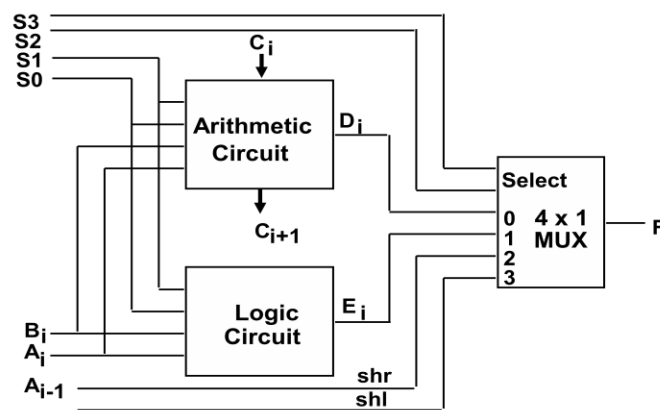 S3
S2
S1
S0
Ci
Arithmetic
Circuit
Di
Ci+1
Select
0
1
2
3
4 x 1
MUX
F
Logic
Circuit
Ei
Bi
Ai
Ai-1
shr
shl